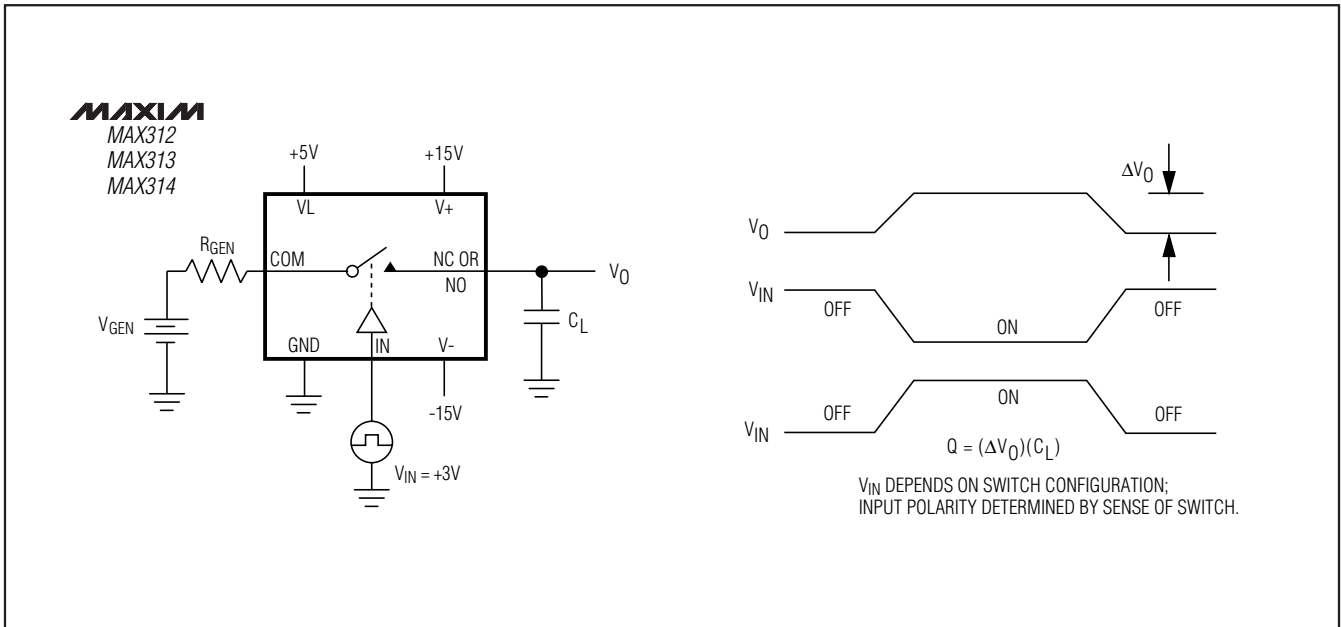 MAXIM
MAX312
MAX313
MAX314
+5V
+15V
VL
V+
RGEN
COM
NC OR
NO
VO
VGEN
CL
GND
IN
V-
-15V
VIN = +3V
ΔVO
VO
VIN
OFF
ON
OFF
VIN
OFF
ON
OFF
Q = (ΔVO)(CL)
VIN DEPENDS ON SWITCH CONFIGURATION;
INPUT POLARITY DETERMINED BY SENSE OF SWITCH.